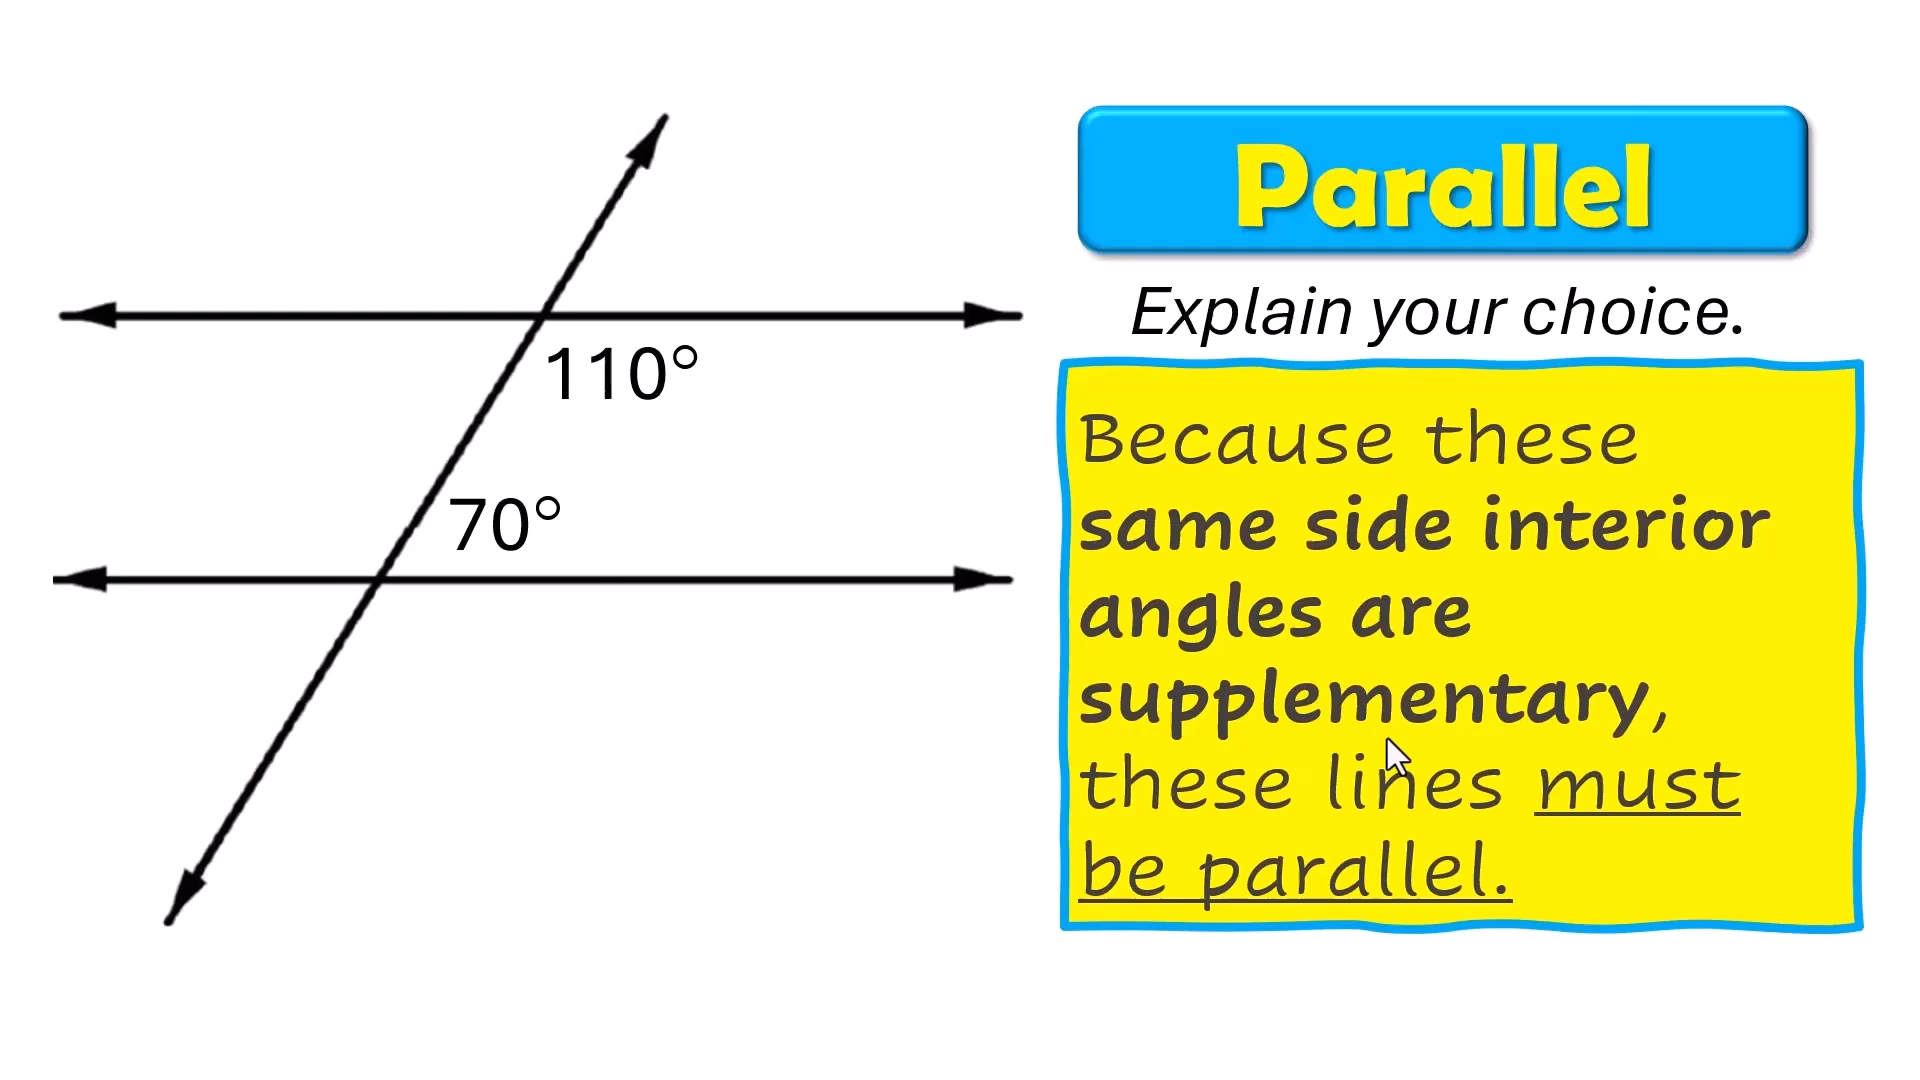 Parallel
Explain your choice.
110°
70°
Because these
same side interior
angles are
supplementary,
these lines must
be parallel.